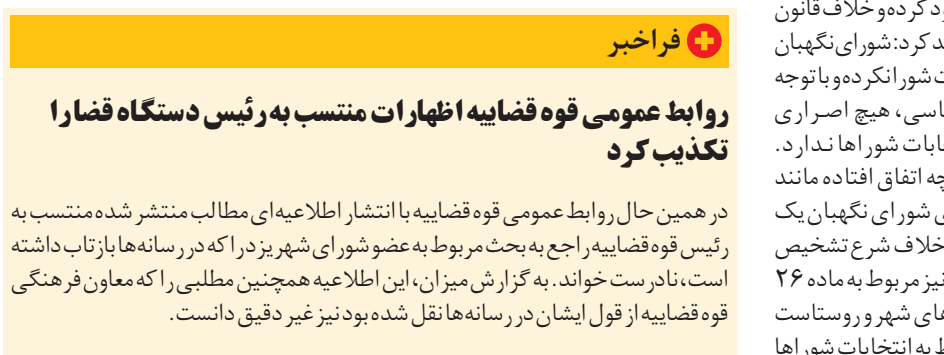 ود کرده و خلاف قانون
د کرد: شورای نگهبان
ت شورا نکرده و با توجه
اسی، هیچ اصراری
ابات شوراها ندارد.
چه اتفاق افتاده مانند
ی شورای نگهبان یک
خلاف شرع تشخیص
نیز مربوط به ماده ۲۶
های شهر و روستاست
ط به انتخابات شوراها
فراخبر
روابط عمومی قوه قضاییه اظهارات منتسب به رئیس دستگاه قضا را
تکذیب کرد
در همین حال روابط عمومی قوه قضاییه با انتشار اطلاعیه‌ای مطالب منتشر شده منتسب به
رئیس قوه قضاییه راجع به بحث مربوط به عضو شورای شهر یزد را که در رسانه‌ها بازتاب داشته
است، نادرست خواند. به گزارش میزان، این اطلاعیه همچنین مطلبی را که معاون فرهنگی
قوه قضاییه از قول ایشان در رسانه‌ها نقل شده بود نیز غیر دقیق دانست.